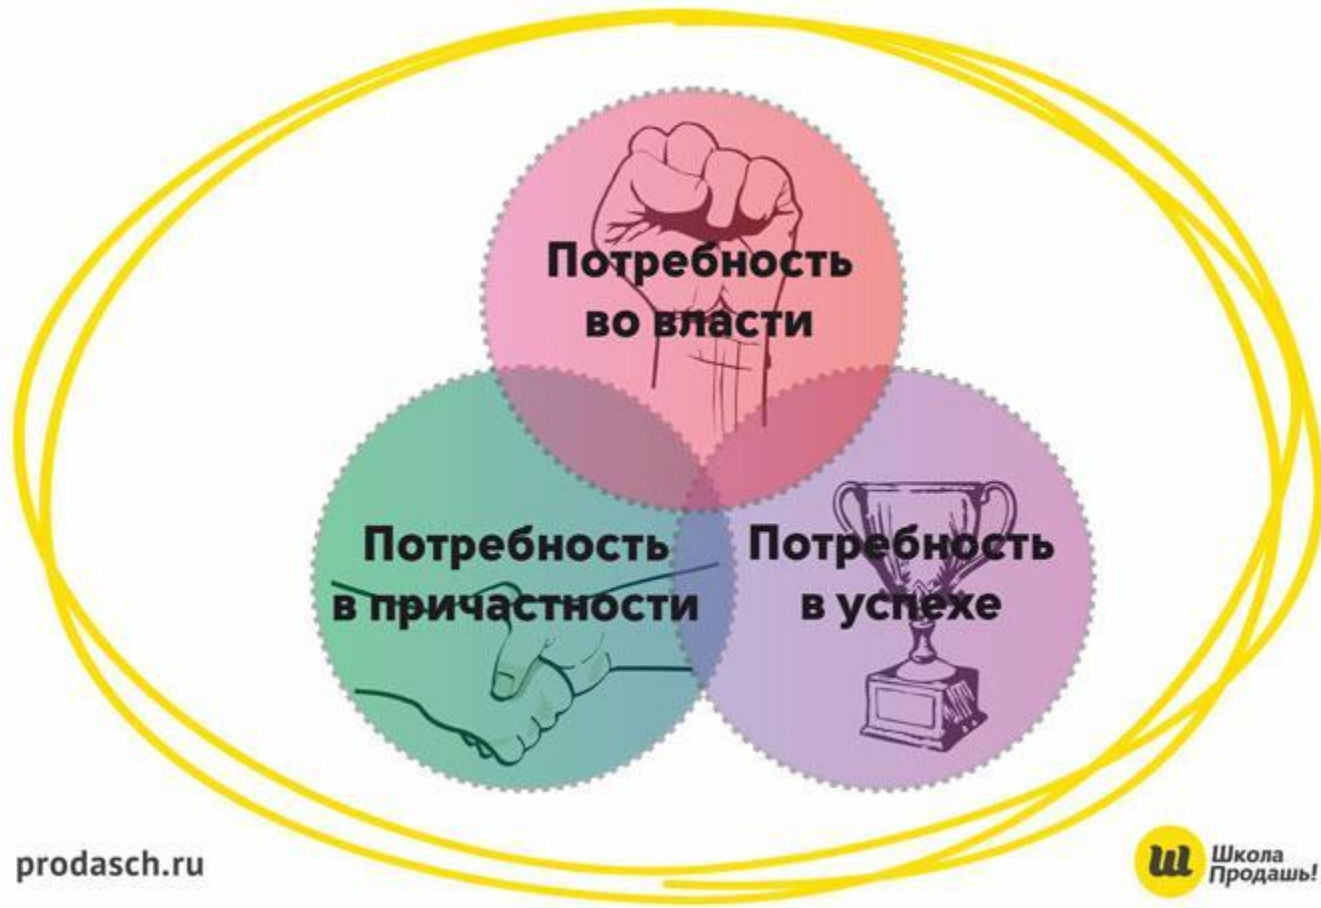 Потребность
во власти
Потребность
в причастности
Потребность
в успехе
prodasch.ru
Ш
Школа
Продашь!